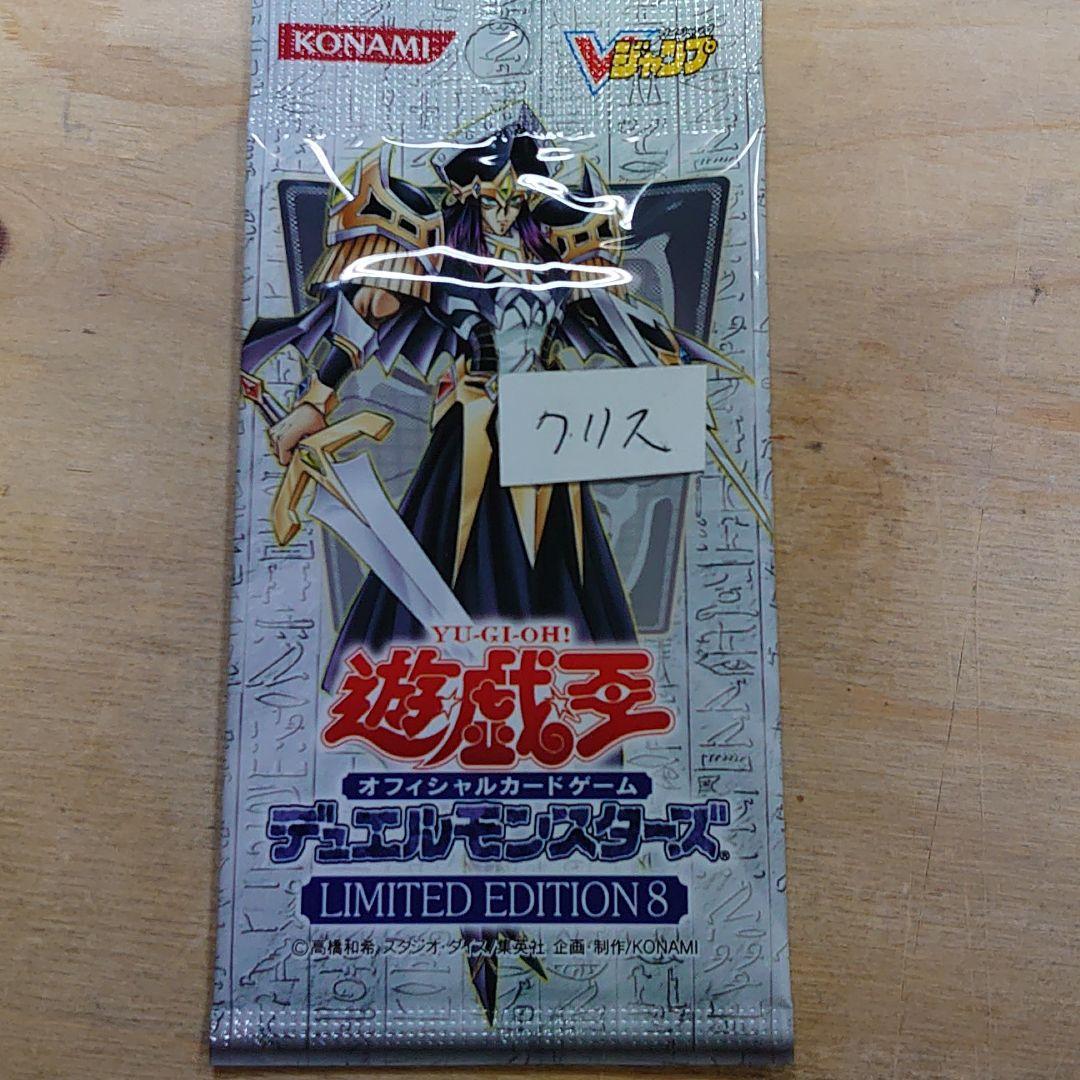 KONAMI
Vジャンプ
クリス
YU-GI-OH!
遊戯王
オフィシャルカードゲーム
デュエルモンスターズ®
LIMITED EDITION 8
©高橋和希 スタジオ・ダイス/集英社 企画・制作/KONAMI